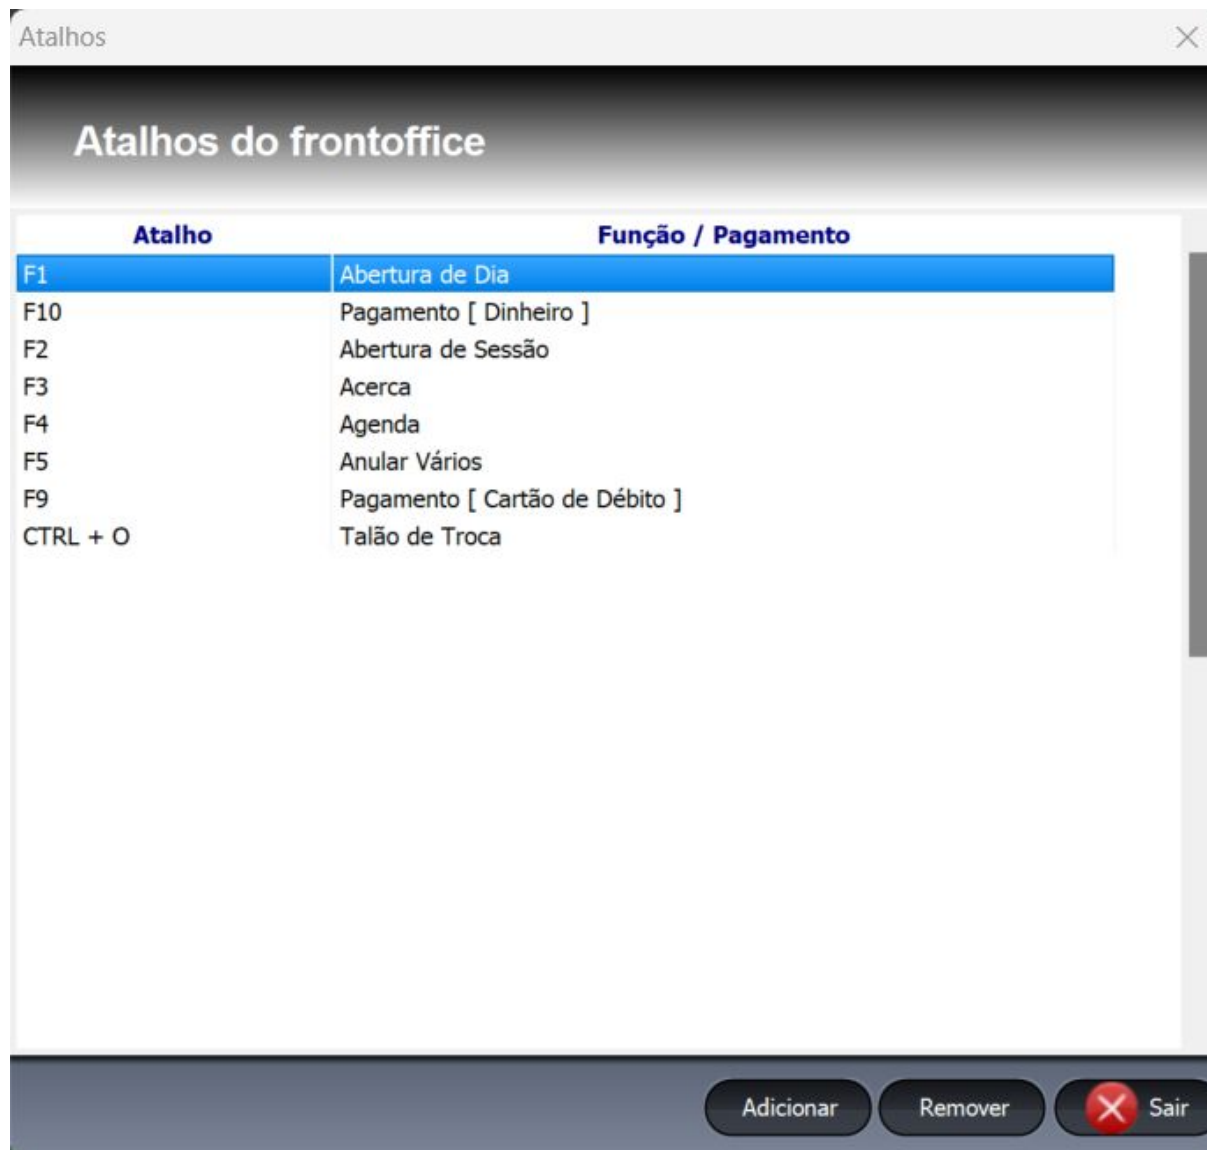 Atalhos
Atalhos do frontoffice
Atalho Função / Pagamento
F1 Abertura de Dia
F10 Pagamento [ Dinheiro ]
F2 Abertura de Sessão
F3 Acerca
F4 Agenda
F5 Anular Vários
F9 Pagamento [ Cartão de Débito ]
CTRL + O Talão de Troca
Adicionar Remover Sair